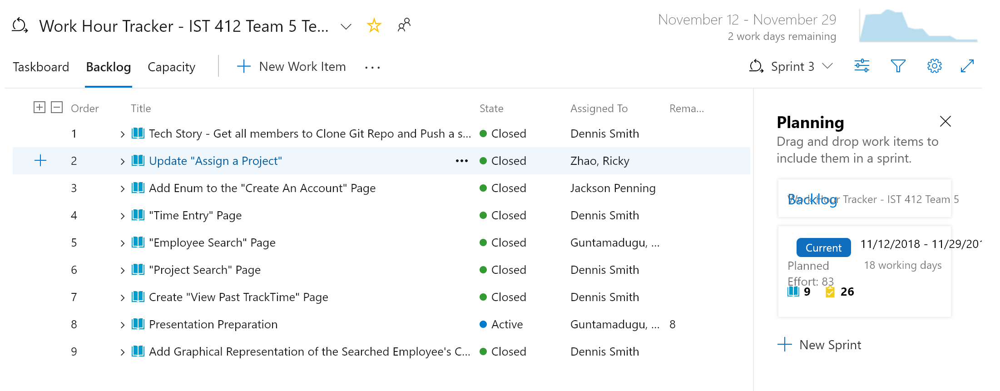 Work Hour Tracker - IST 412 Team 5 Te...
November 12 - November 29
2 work days remaining
Taskboard Backlog Capacity New Work Item ...
Sprint 3
Order Title State Assigned To Rema...
1 Tech Story - Get all members to Clone Git Repo and Push a s... Closed Dennis Smith
2 Update "Assign a Project" ... Closed Zhao, Ricky
3 Add Enum to the "Create An Account" Page Closed Jackson Penning
4 "Time Entry" Page Closed Dennis Smith
5 "Employee Search" Page Closed Guntamadugu, ...
6 "Project Search" Page Closed Dennis Smith
7 Create "View Past TrackTime" Page Closed Dennis Smith
8 Presentation Preparation Active Guntamadugu, ... 8
9 Add Graphical Representation of the Searched Employee's C... Closed Dennis Smith
Planning
Drag and drop work items to
include them in a sprint.
Backlog
Work Hour Tracker - IST 412 Team 5
Current 11/12/2018 - 11/29/201
Planned 18 working days
Effort: 83
9 26
New Sprint